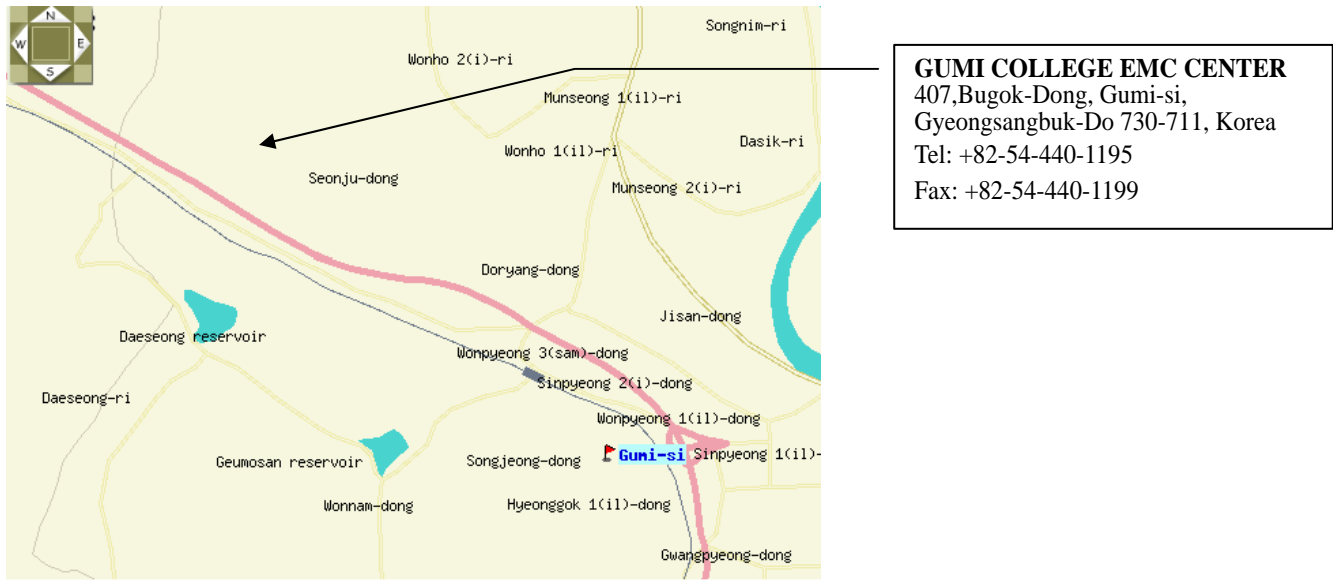 N
W
E
S
Songnim-ri
Wonho 2(i)-ri
Munseong 1(il)-ri
Dasik-ri
Wonho 1(il)-ri
Seonju-dong
Munseong 2(i)-ri
Doryang-dong
Jisan-dong
Daeseong reservoir
Wonpyeong 3(sam)-dong
Sinpyeong 2(i)-dong
Daeseong-ri
Wonpyeong 1(il)-dong
Gumi-si
Sinpyeong 1(il)-
Geumosan reservoir
Songjeong-dong
Wonnam-dong
Hyeonggok 1(il)-dong
Gwangpyeong-dong
GUMI COLLEGE EMC CENTER
407,Bugok-Dong, Gumi-si,
Gyeongsangbuk-Do 730-711, Korea
Tel: +82-54-440-1195
Fax: +82-54-440-1199